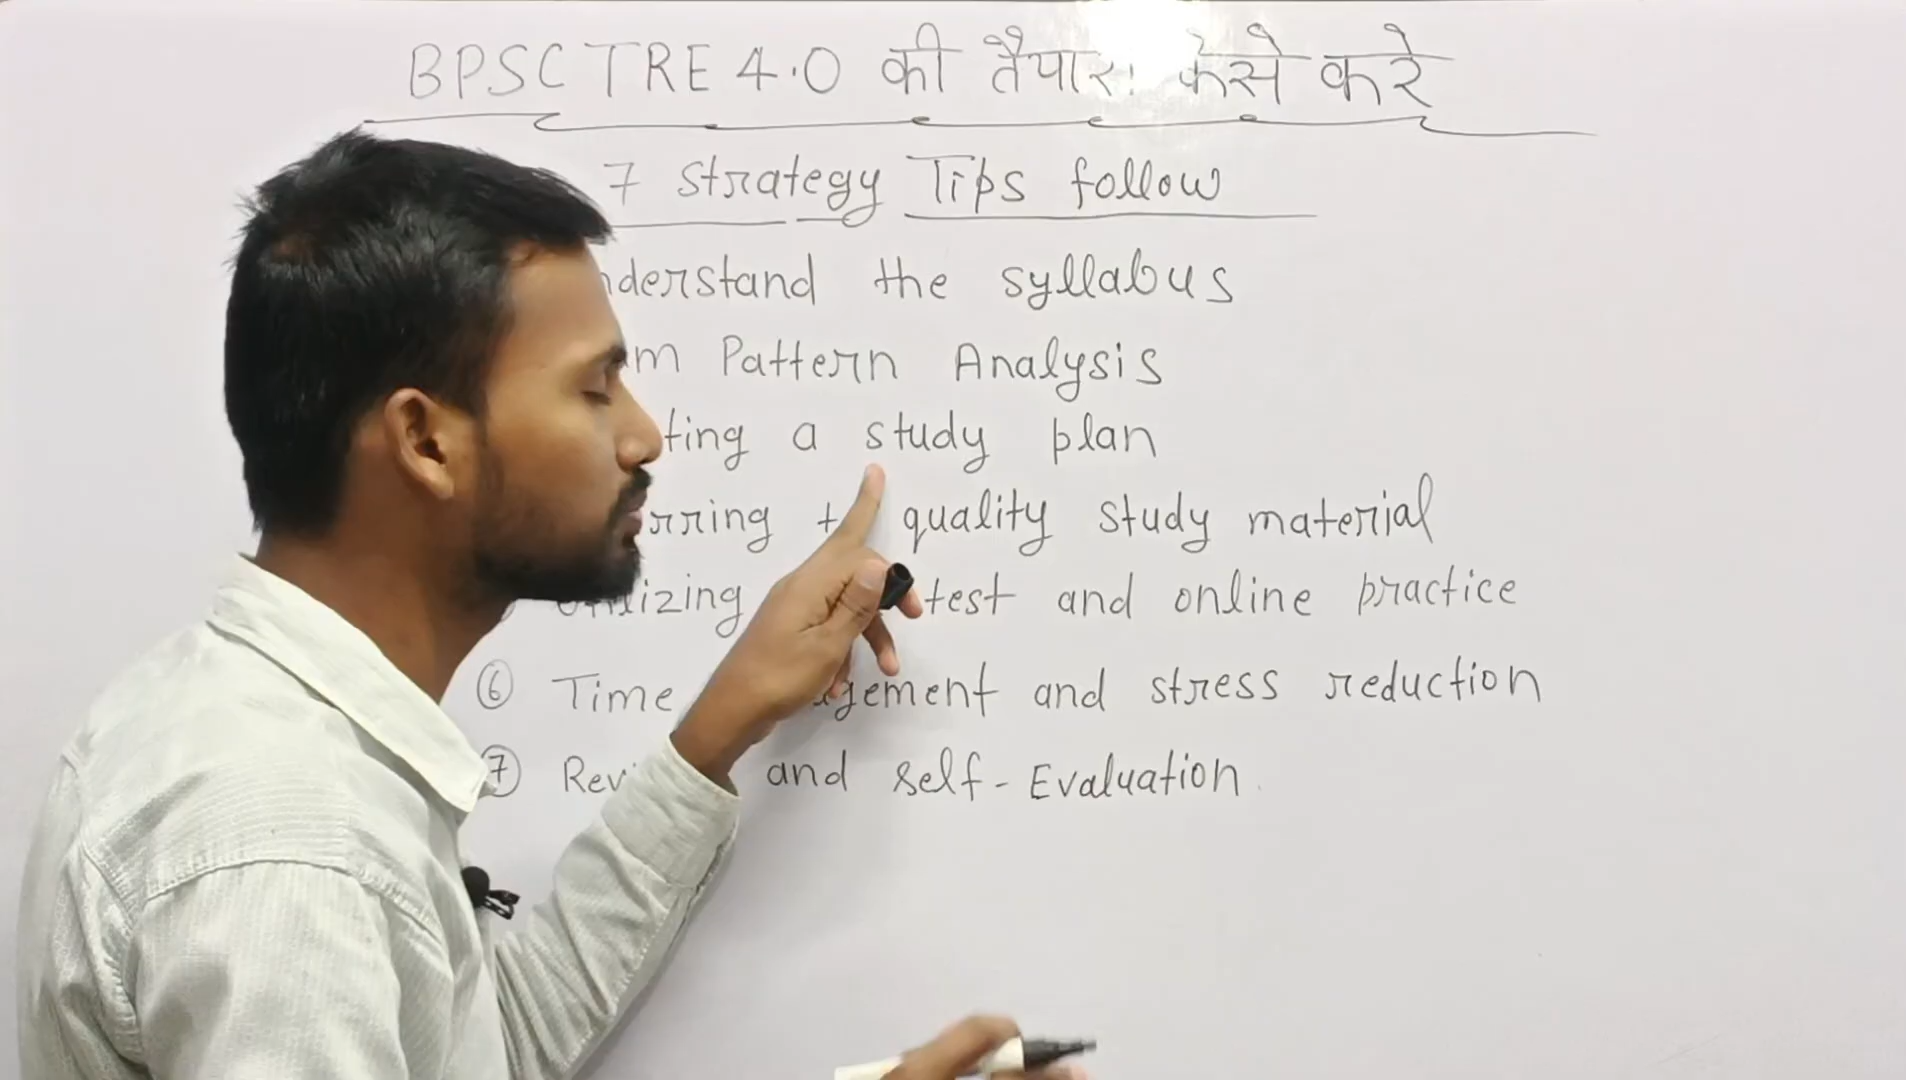 BPSC TRE 4.0 की तैयारी कैसे करे
7 Strategy Tips follow
nderstand the syllabus
m Pattern Analysis
ting a study plan
rring quality study material
Utilizing test and online practice
⑥ Time gement and stress reduction
⑦ Rev and self-Evaluation